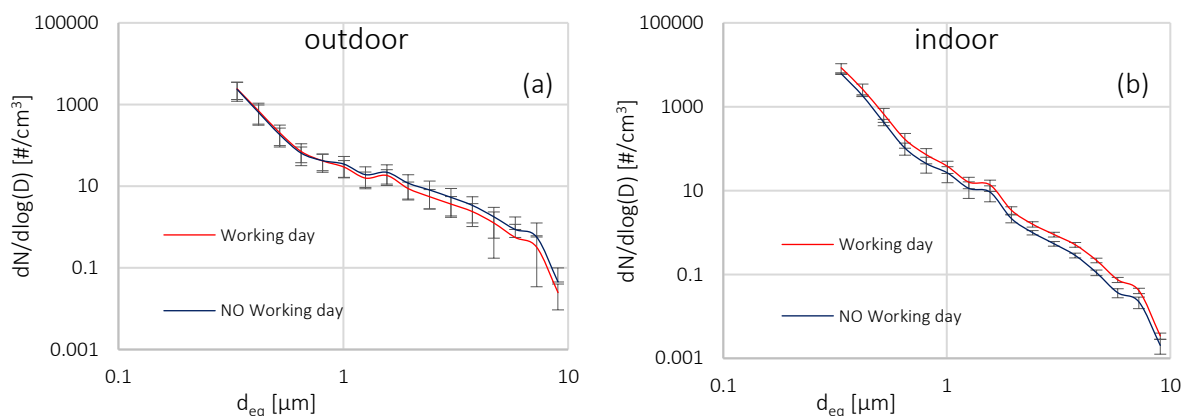 outdoor
(a)
dN/dlog(D) [#/cm³]
100000
1000
10
0.1
0.001
Working day
NO Working day
0.1
1
10
d_eq [µm]
indoor
(b)
dN/dlog(D) [#/cm³]
100000
1000
10
0.1
0.001
Working day
NO Working day
0.1
1
10
d_eq [µm]